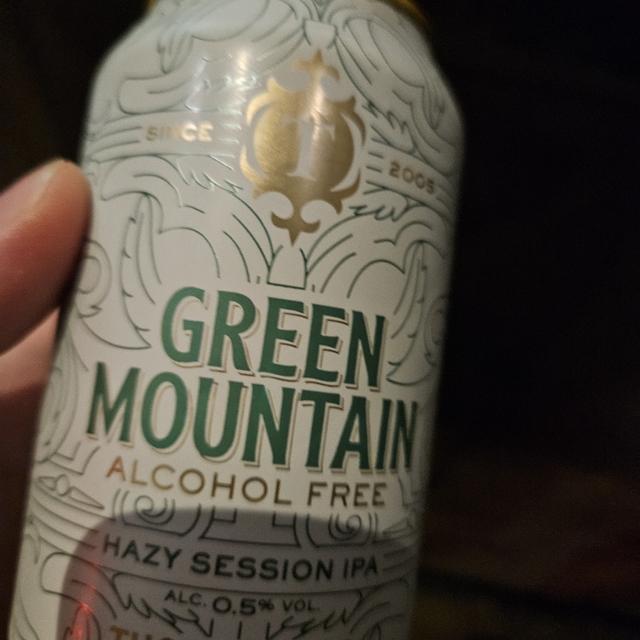 SINCE T 2005
GREEN
MOUNTAIN
ALCOHOL FREE
HAZY SESSION IPA
ALC. 0.5% VOL